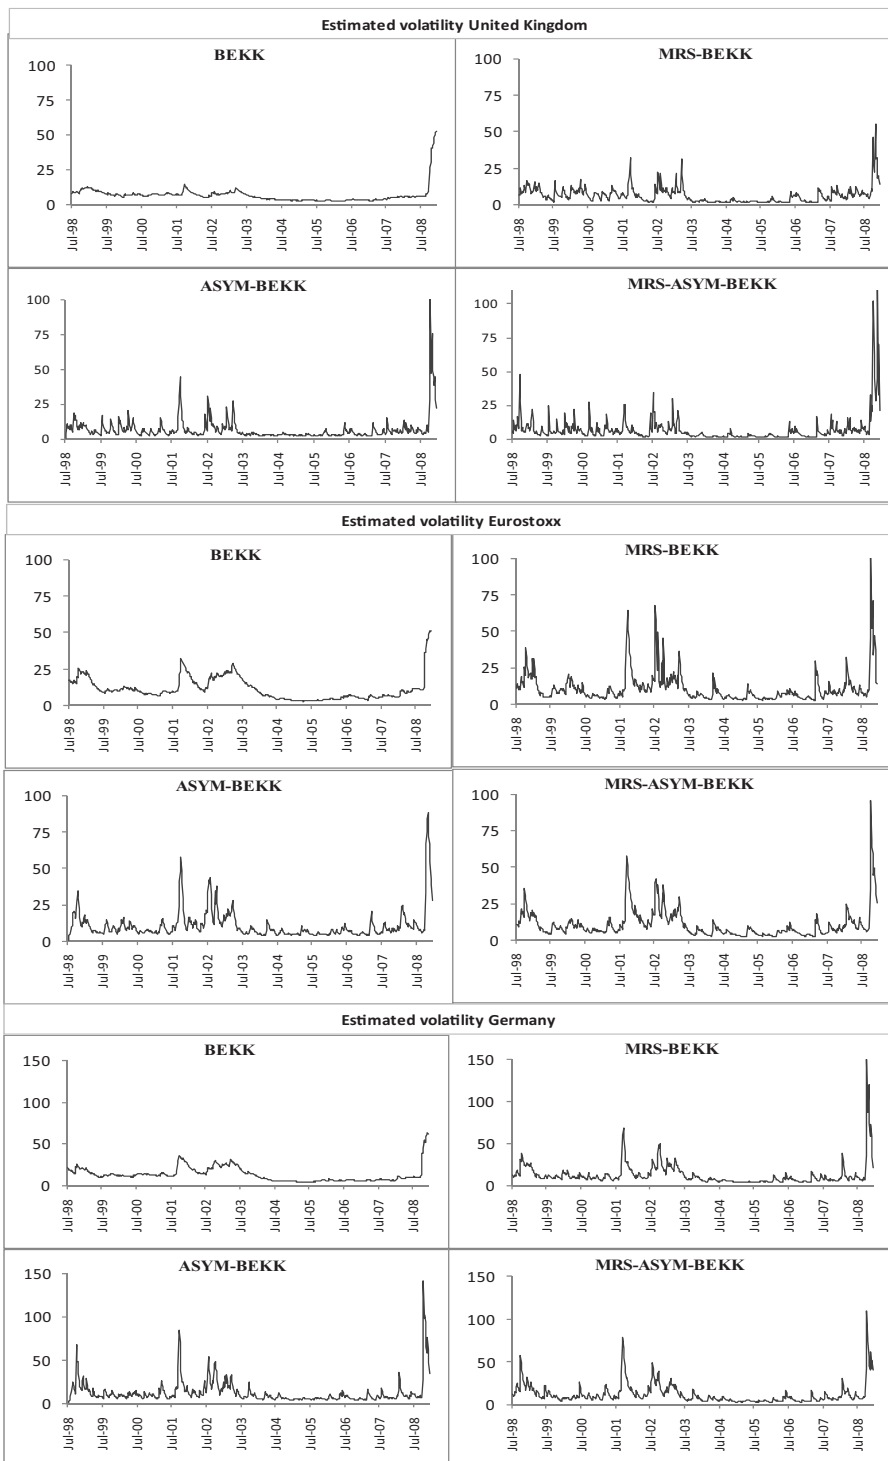 Estimated volatility United Kingdom
BEKK
100
75
50
25
0
Jul-98
Jul-99
Jul-00
Jul-01
Jul-02
Jul-03
Jul-04
Jul-05
Jul-06
Jul-07
Jul-08
MRS-BEKK
100
75
50
25
0
Jul-98
Jul-99
Jul-00
Jul-01
Jul-02
Jul-03
Jul-04
Jul-05
Jul-06
Jul-07
Jul-08
ASYM-BEKK
100
75
50
25
0
Jul-98
Jul-99
Jul-00
Jul-01
Jul-02
Jul-03
Jul-04
Jul-05
Jul-06
Jul-07
Jul-08
MRS-ASYM-BEKK
100
75
50
25
0
Jul-98
Jul-99
Jul-00
Jul-01
Jul-02
Jul-03
Jul-04
Jul-05
Jul-06
Jul-07
Jul-08
Estimated volatility Eurostoxx
BEKK
100
75
50
25
0
Jul-98
Jul-99
Jul-00
Jul-01
Jul-02
Jul-03
Jul-04
Jul-05
Jul-06
Jul-07
Jul-08
MRS-BEKK
100
75
50
25
0
Jul-98
Jul-99
Jul-00
Jul-01
Jul-02
Jul-03
Jul-04
Jul-05
Jul-06
Jul-07
Jul-08
ASYM-BEKK
100
75
50
25
0
Jul-98
Jul-99
Jul-00
Jul-01
Jul-02
Jul-03
Jul-04
Jul-05
Jul-06
Jul-07
Jul-08
MRS-ASYM-BEKK
100
75
50
25
0
Jul-98
Jul-99
Jul-00
Jul-01
Jul-02
Jul-03
Jul-04
Jul-05
Jul-06
Jul-07
Jul-08
Estimated volatility Germany
BEKK
150
100
50
0
Jul-98
Jul-99
Jul-00
Jul-01
Jul-02
Jul-03
Jul-04
Jul-05
Jul-06
Jul-07
Jul-08
MRS-BEKK
150
100
50
0
Jul-98
Jul-99
Jul-00
Jul-01
Jul-02
Jul-03
Jul-04
Jul-05
Jul-06
Jul-07
Jul-08
ASYM-BEKK
150
100
50
0
Jul-98
Jul-99
Jul-00
Jul-01
Jul-02
Jul-03
Jul-04
Jul-05
Jul-06
Jul-07
Jul-08
MRS-ASYM-BEKK
150
100
50
0
Jul-98
Jul-99
Jul-00
Jul-01
Jul-02
Jul-03
Jul-04
Jul-05
Jul-06
Jul-07
Jul-08